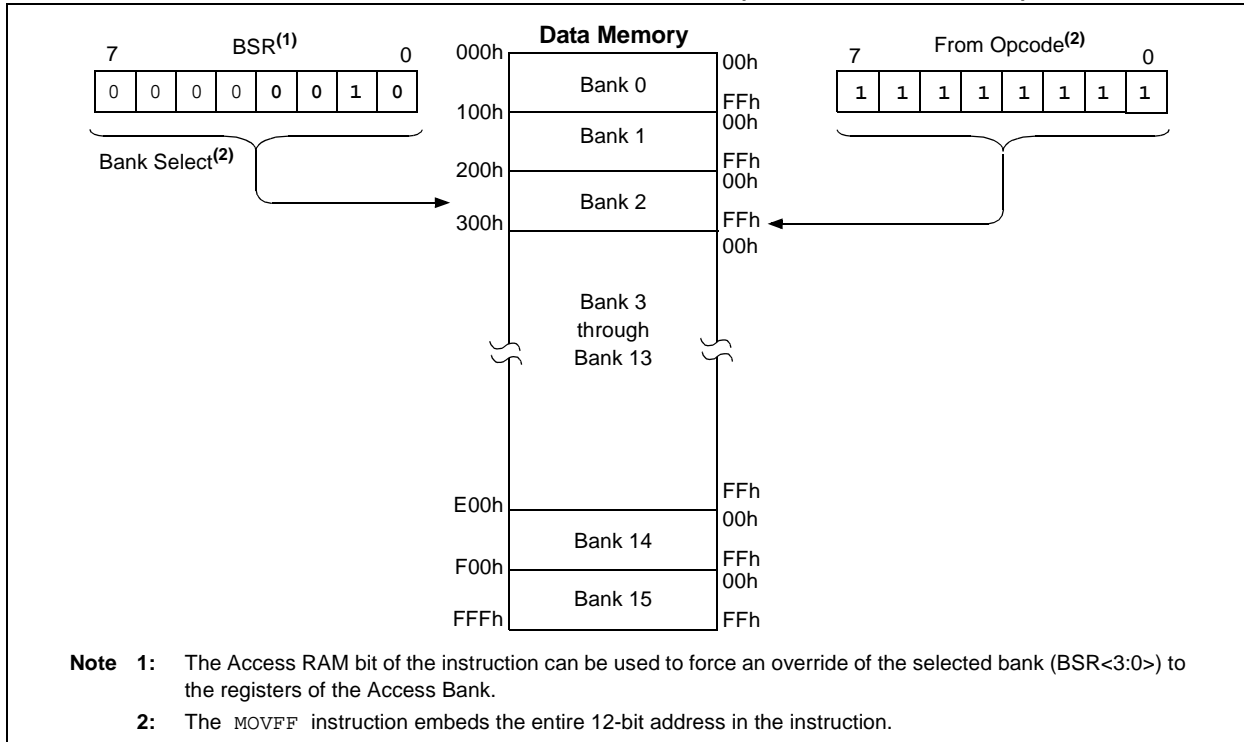 Data Memory
7 BSR(1) 0
0 0 0 0 0 0 1 0
Bank Select(2)
7 From Opcode(2) 0
1 1 1 1 1 1 1 1
000h
00h
Bank 0
FFh
100h
00h
Bank 1
FFh
200h
00h
Bank 2
FFh
300h
00h
Bank 3
through
Bank 13
FFh
E00h
00h
Bank 14
FFh
F00h
00h
Bank 15
FFFh
FFh
Note 1: The Access RAM bit of the instruction can be used to force an override of the selected bank (BSR<3:0>) to
the registers of the Access Bank.
2: The MOVFF instruction embeds the entire 12-bit address in the instruction.